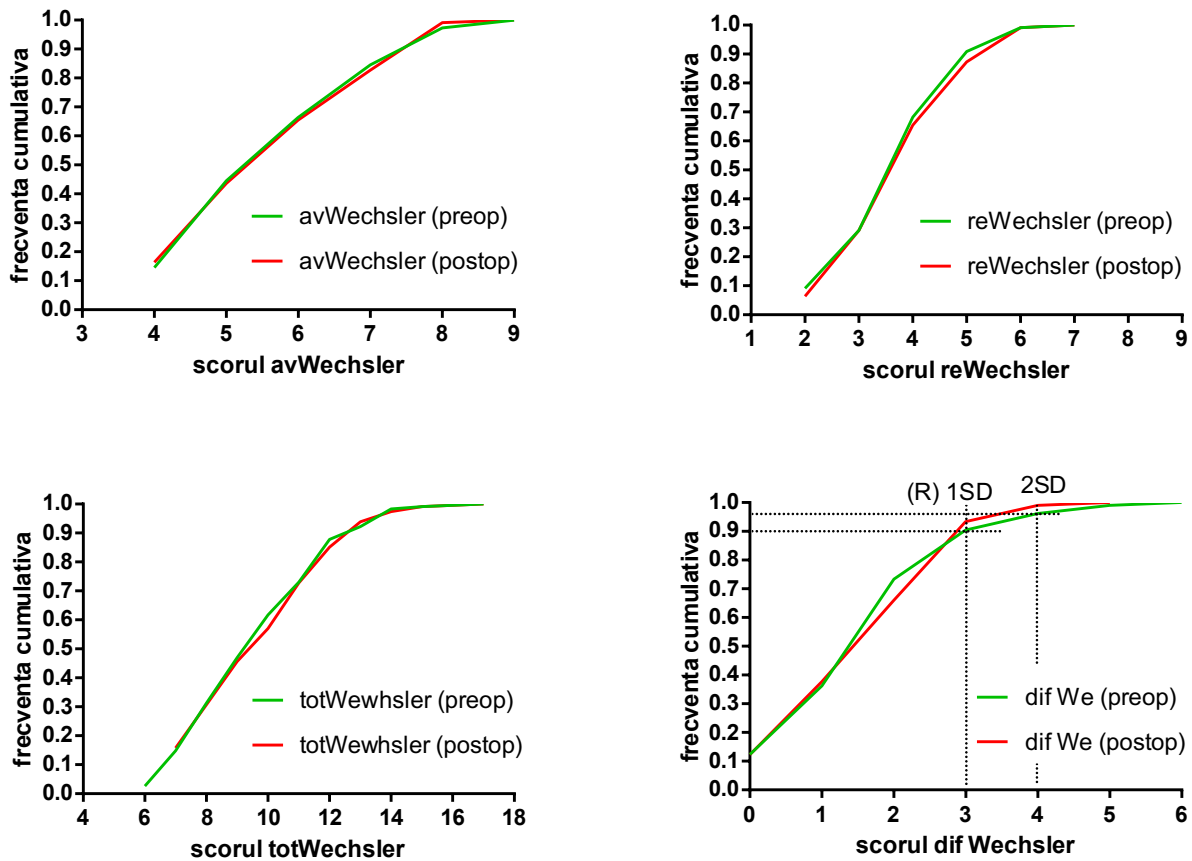 frecventa cumulativa
1.0
0.9
0.8
0.7
0.6
0.5
0.4
0.3
0.2
0.1
0.0
avWechsler (preop)
avWechsler (postop)
3 4 5 6 7 8 9
scorul avWechsler
frecventa cumulativa
1.0
0.9
0.8
0.7
0.6
0.5
0.4
0.3
0.2
0.1
0.0
reWechsler (preop)
reWechsler (postop)
1 2 3 4 5 6 7 8 9
scorul reWechsler
frecventa cumulativa
1.0
0.9
0.8
0.7
0.6
0.5
0.4
0.3
0.2
0.1
0.0
totWewhsler (preop)
totWewhsler (postop)
4 6 8 10 12 14 16 18
scorul totWechsler
(R) 1SD 2SD
frecventa cumulativa
1.0
0.9
0.8
0.7
0.6
0.5
0.4
0.3
0.2
0.1
0.0
dif We (preop)
dif We (postop)
0 1 2 3 4 5 6
scorul dif Wechsler